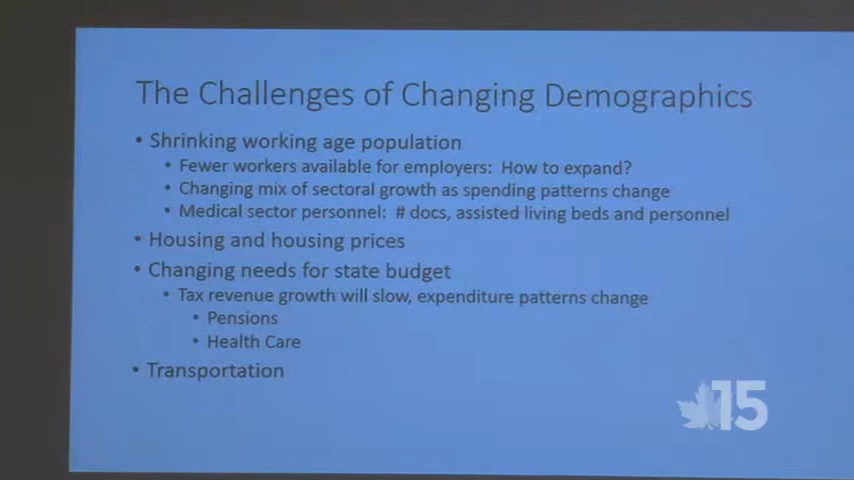 The Challenges of Changing Demographics
• Shrinking working age population
• Fewer workers available for employers: How to expand?
• Changing mix of sectoral growth as spending patterns change
• Medical sector personnel: # docs, assisted living beds and personnel
• Housing and housing prices
• Changing needs for state budget
• Tax revenue growth will slow, expenditure patterns change
• Pensions
• Health Care
• Transportation
15